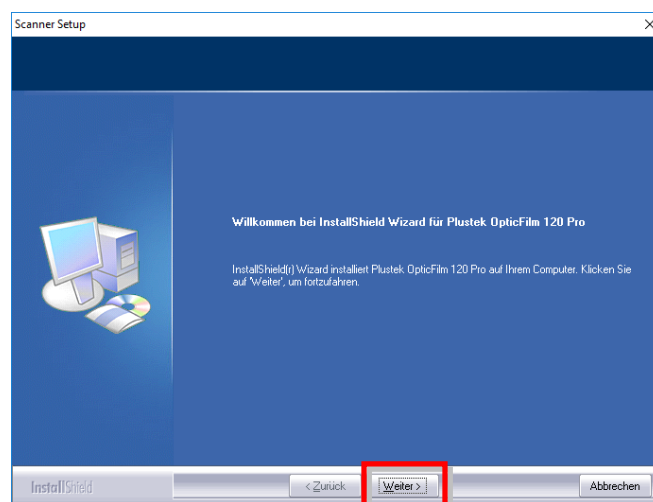 Scanner Setup
Willkommen bei InstallShield Wizard für Plustek OpticFilm 120 Pro
InstallShield(r) Wizard installiert Plustek OpticFilm 120 Pro auf Ihrem Computer. Klicken Sie
auf 'Weiter', um fortzufahren.
InstallShield
< Zurück
Weiter >
Abbrechen